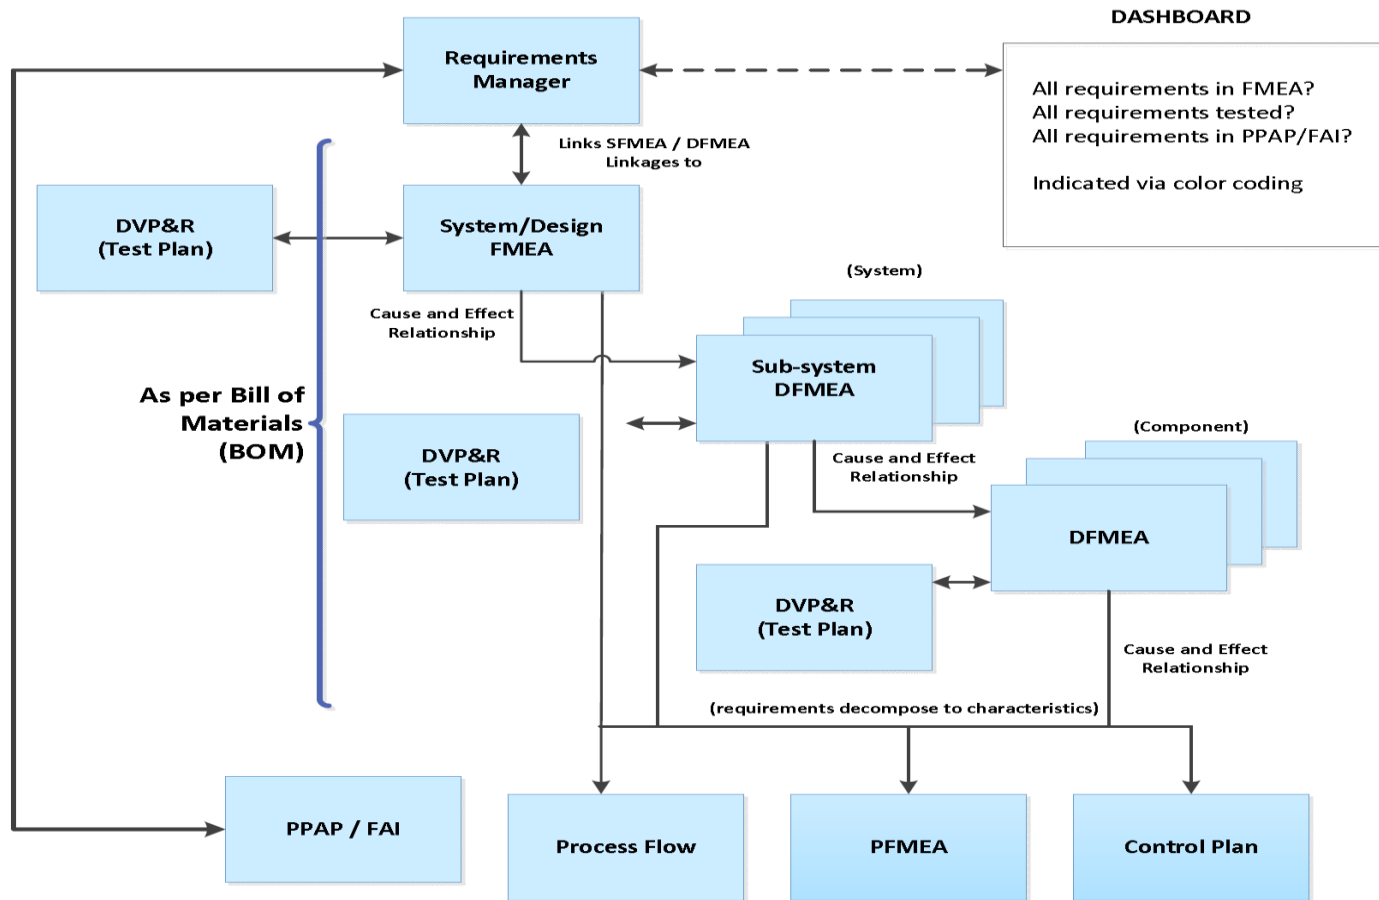 DASHBOARD
Requirements
Manager
All requirements in FMEA?
All requirements tested?
All requirements in PPAP/FAI?
Indicated via color coding
Links SFMEA / DFMEA
Linkages to
DVP&R
(Test Plan)
System/Design
FMEA
(System)
Cause and Effect
Relationship
Sub-system
DFMEA
As per Bill of
Materials
(BOM)
DVP&R
(Test Plan)
(Component)
Cause and Effect
Relationship
DFMEA
DVP&R
(Test Plan)
Cause and Effect
Relationship
(requirements decompose to characteristics)
PPAP / FAI
Process Flow
PFMEA
Control Plan